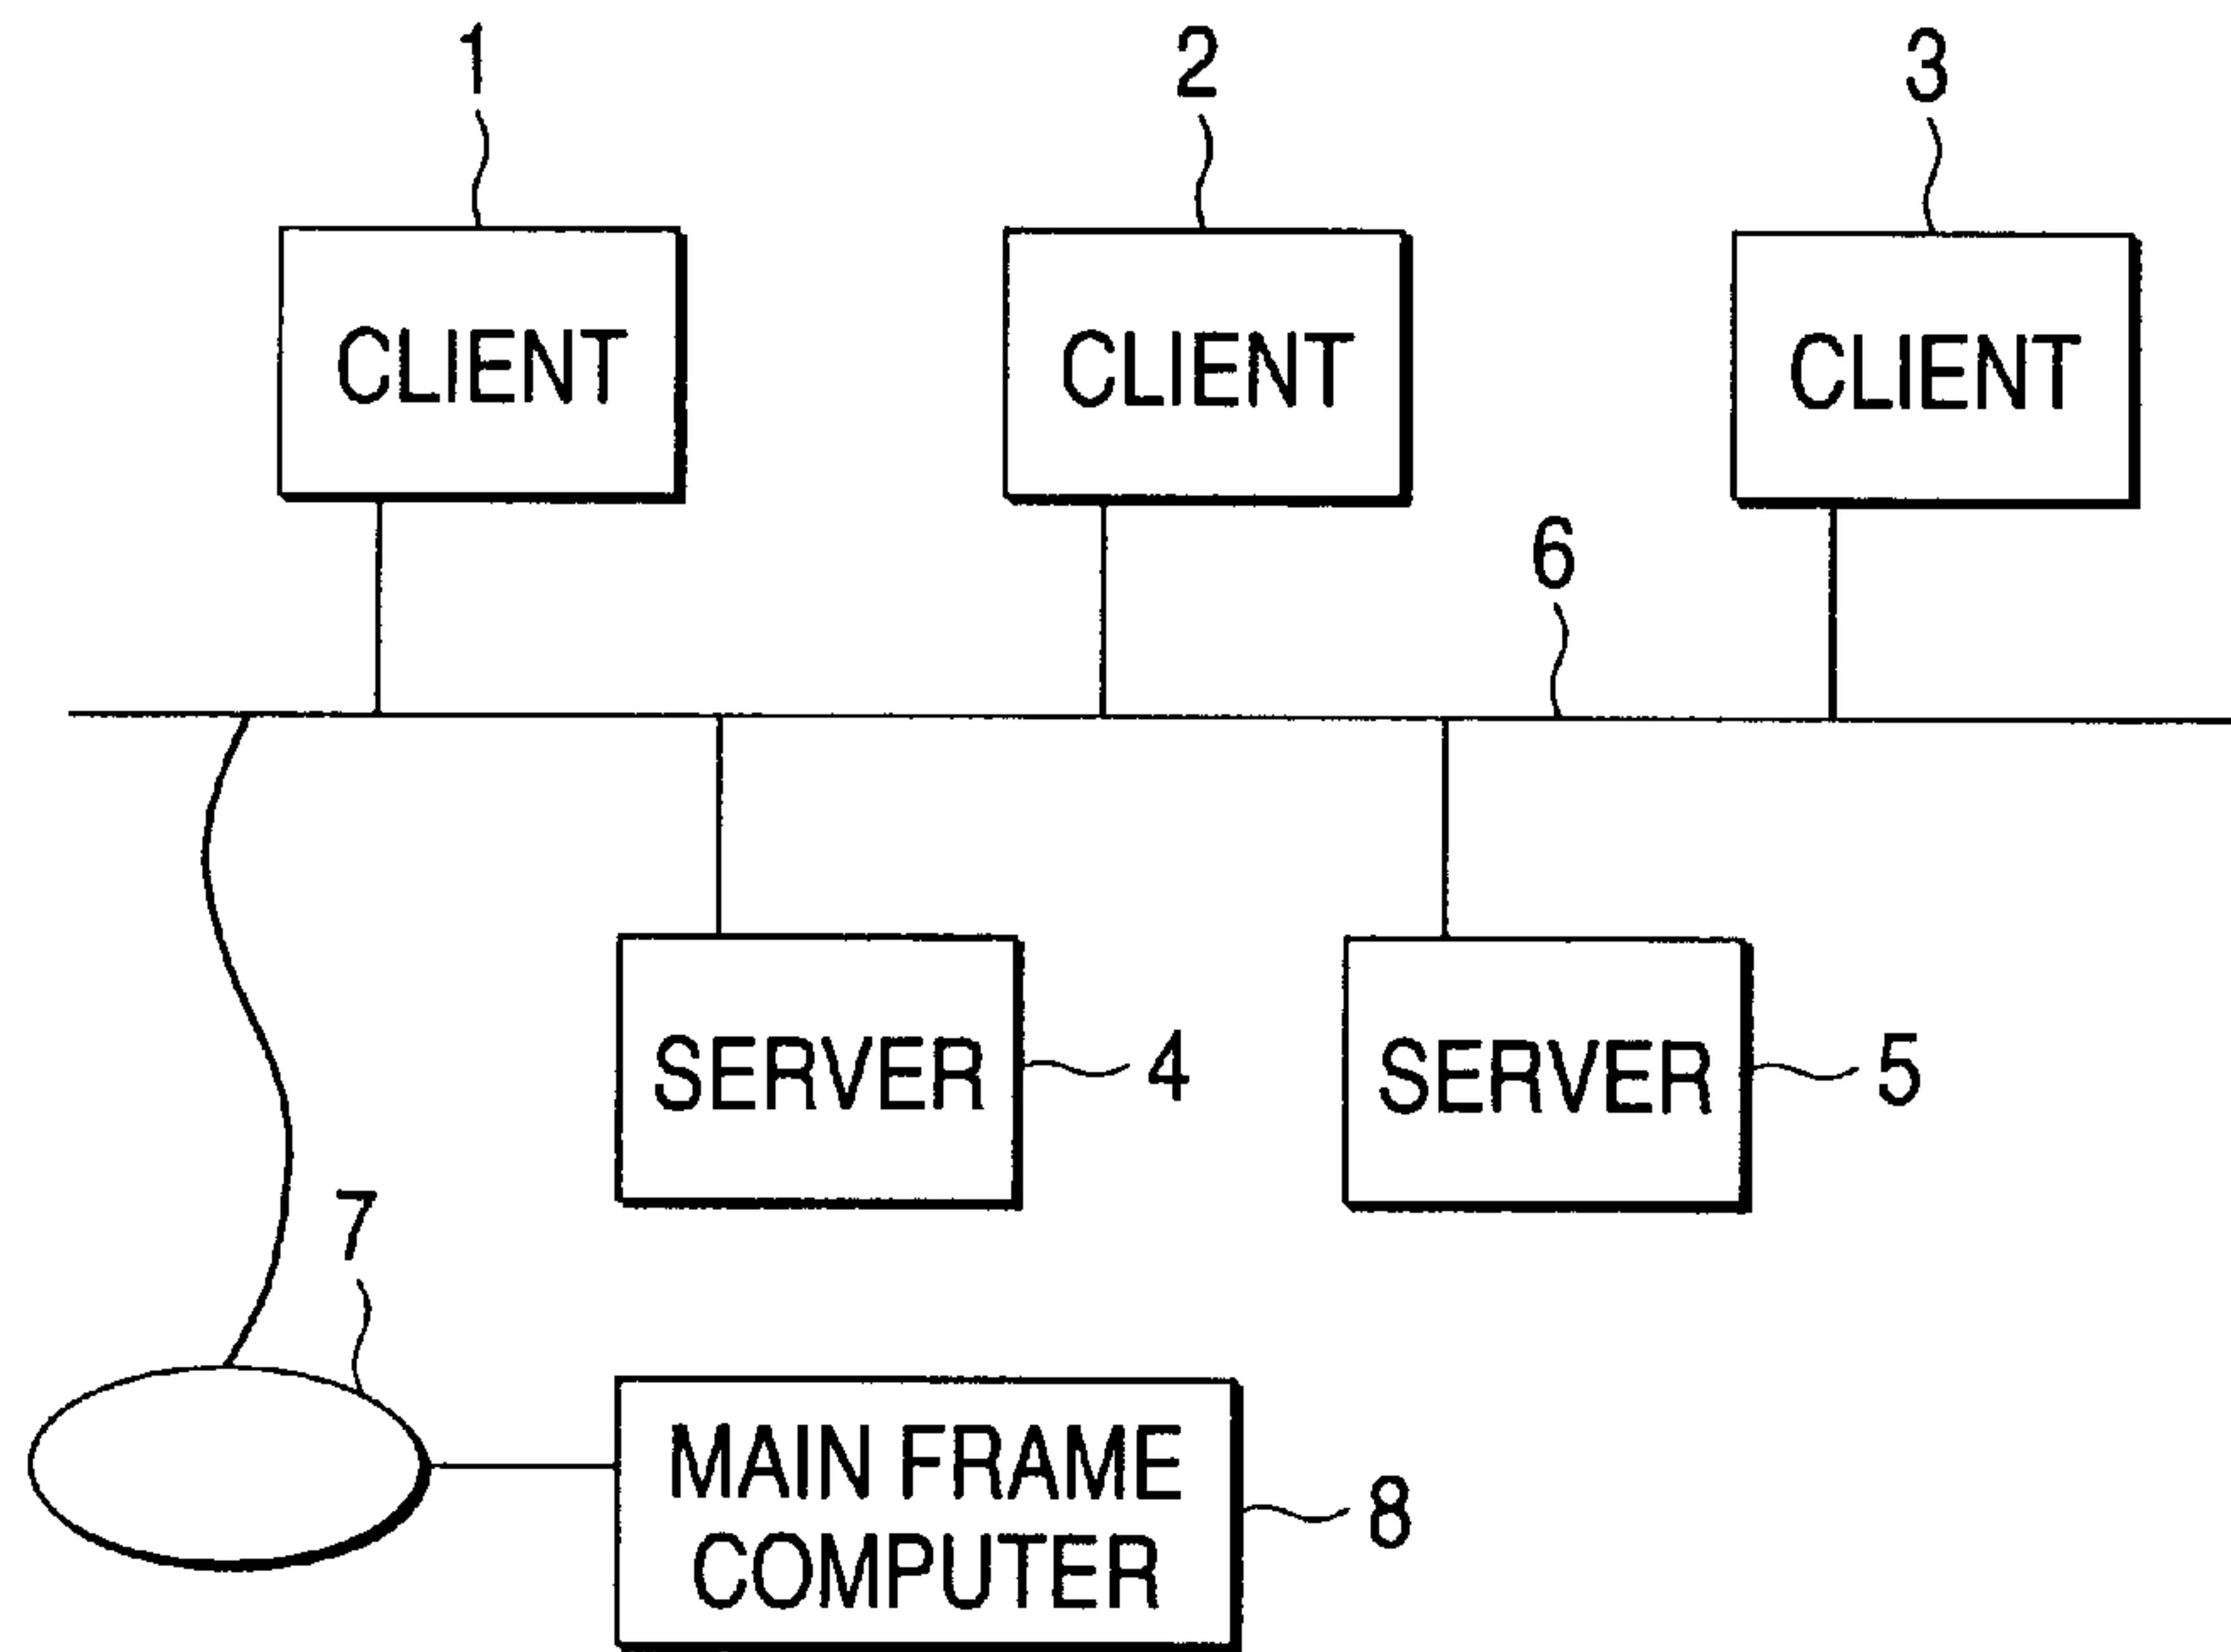 1
2
3
CLIENT
CLIENT
CLIENT
6
SERVER
4
SERVER
5
7
MAIN FRAME
COMPUTER
8